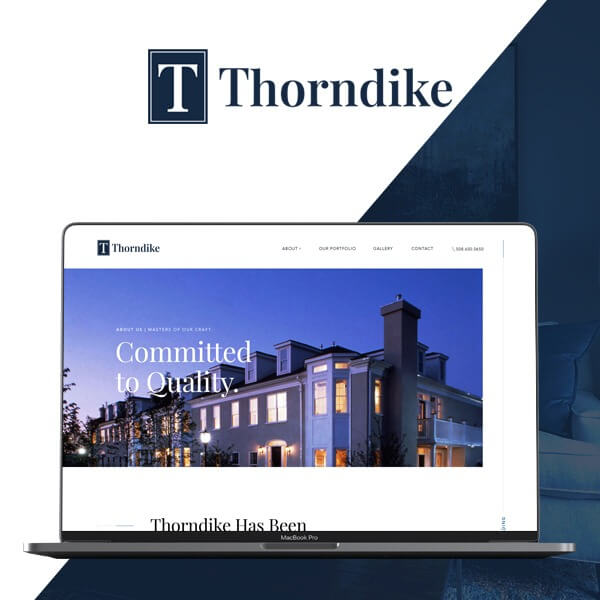 T Thorndike
T Thorndike
ABOUT OUR PORTFOLIO GALLERY CONTACT 508.630.5650
ABOUT US | MASTERS OF OUR CRAFT.
Committed
to Quality.
Thorndike Has Been
MacBook Pro